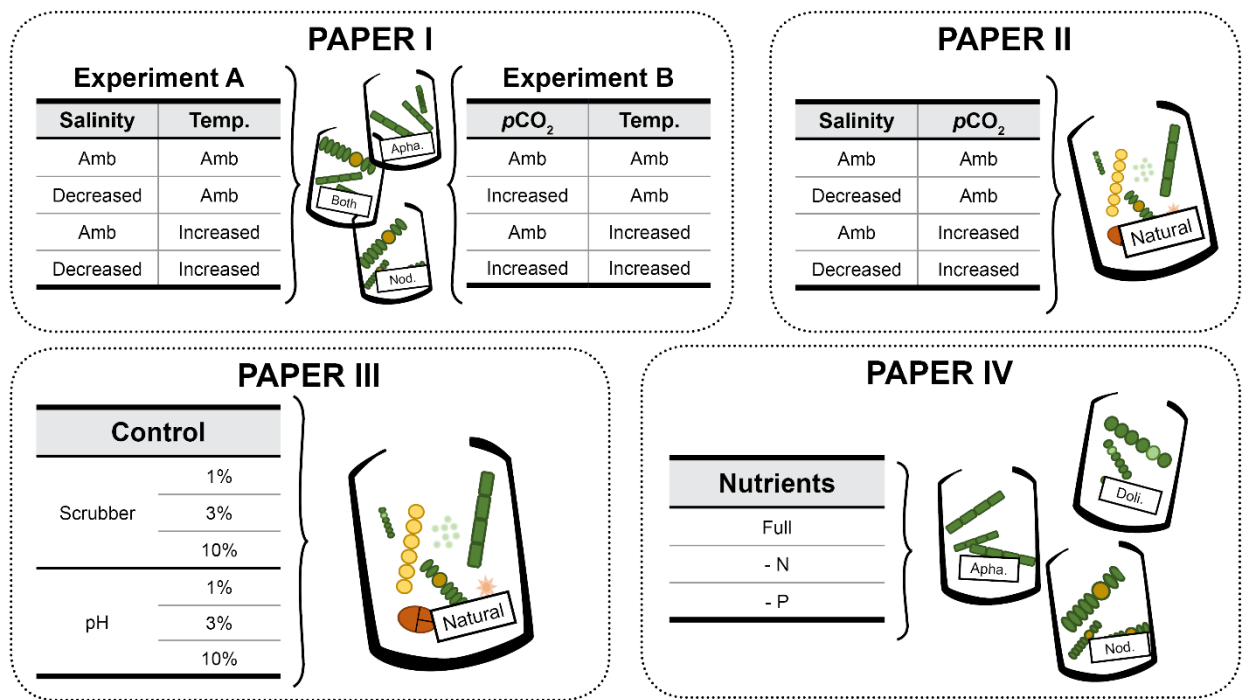 PAPER I
Experiment A
Salinity Temp.
Amb Amb
Decreased Amb
Amb Increased
Decreased Increased
Apha.
Both
Nod.
Experiment B
pCO₂ Temp.
Amb Amb
Increased Amb
Amb Increased
Increased Increased
PAPER II
Salinity pCO₂
Amb Amb
Decreased Amb
Amb Increased
Decreased Increased
Natural
PAPER III
Control
Scrubber
1%
3%
10%
pH
1%
3%
10%
Natural
PAPER IV
Nutrients
Full
- N
- P
Doli.
Apha.
Nod.